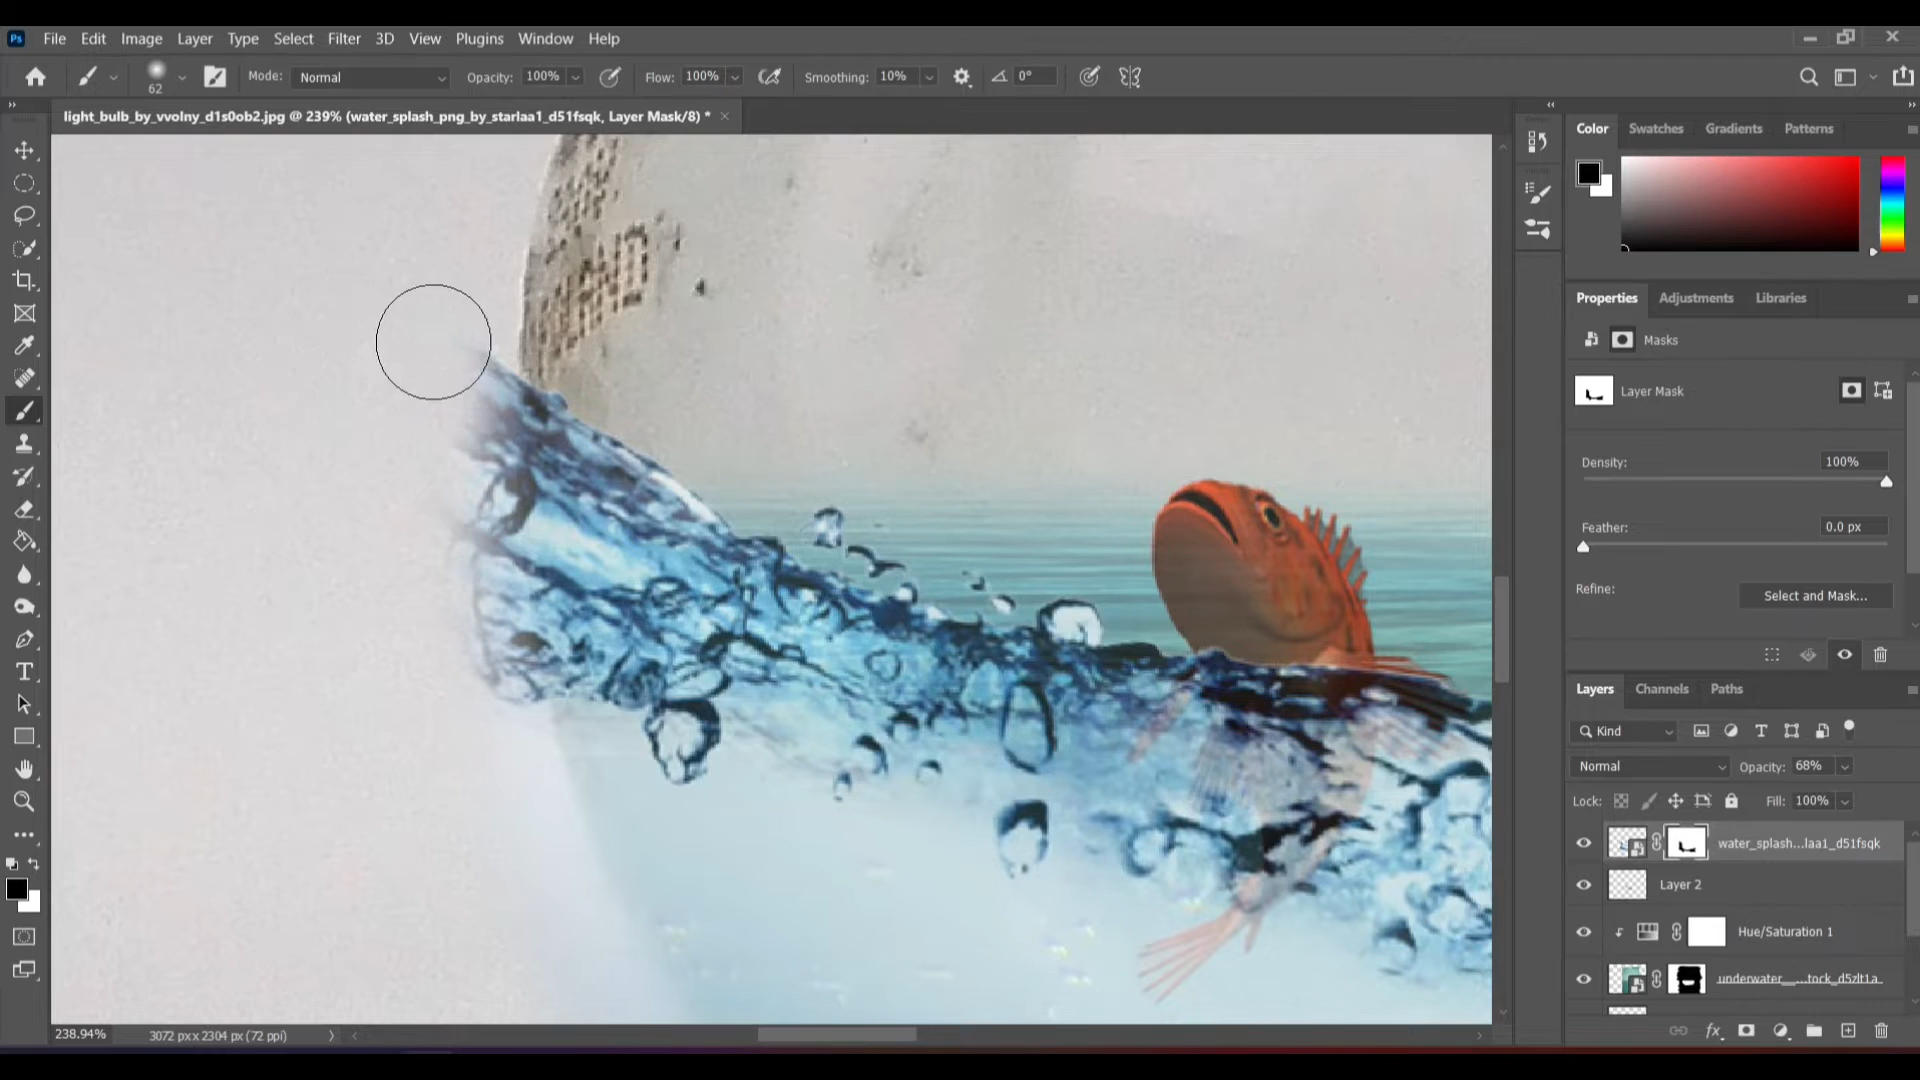 Ps File Edit Image Layer Type Select Filter 3D View Plugins Window Help
62 Mode: Normal Opacity: 100% Flow: 100% Smoothing: 10% 0°
light_bulb_by_vvolny_d1s0ob2.jpg @ 239% (water_splash_png_by_starlaa1_d51fsqk, Layer Mask/8) *
Color Swatches Gradients Patterns
Properties Adjustments Libraries
Masks
Layer Mask
Density: 100%
Feather: 0.0 px
Refine: Select and Mask...
Layers Channels Paths
Kind
Normal Opacity: 68%
Lock: Fill: 100%
water_splash...laa1_d51fsqk
Layer 2
Hue/Saturation 1
underwater__...tock_d5zlt1a
fx
238.94% 3072 px x 2304 px (72 ppi)